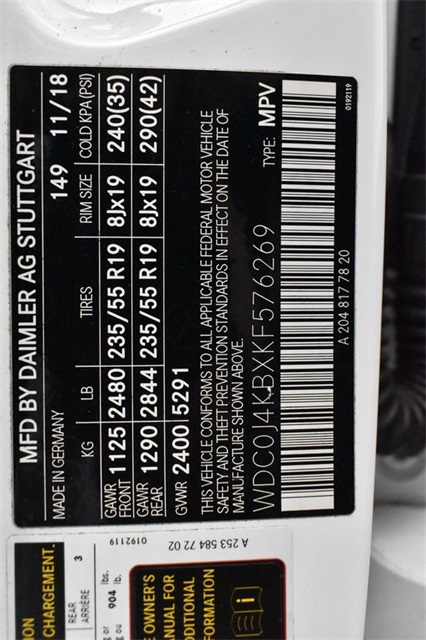 MFD BY DAIMLER AG STUTTGART
MADE IN GERMANY 149 11/18
KG LB TIRES RIM SIZE COLD KPA(PSI)
GAWR FRONT 1125 2480 235/55 R19 8Jx19 240(35)
GAWR REAR 1290 2844 235/55 R19 8Jx19 290(42)
GVWR 2400 5291
THIS VEHICLE CONFORMS TO ALL APPLICABLE FEDERAL MOTOR VEHICLE
SAFETY AND THEFT PREVENTION STANDARDS IN EFFECT ON THE DATE OF
MANUFACTURE SHOWN ABOVE.
WDC0J4KBXKF576269 TYPE: MPV
A 204 817 78 20
0192119
CHARGEMENT.
REAR
ARRIÈRE 3
lbs.
904 lb.
0192119
A 253 584 72 02
OWNER'S
FOR